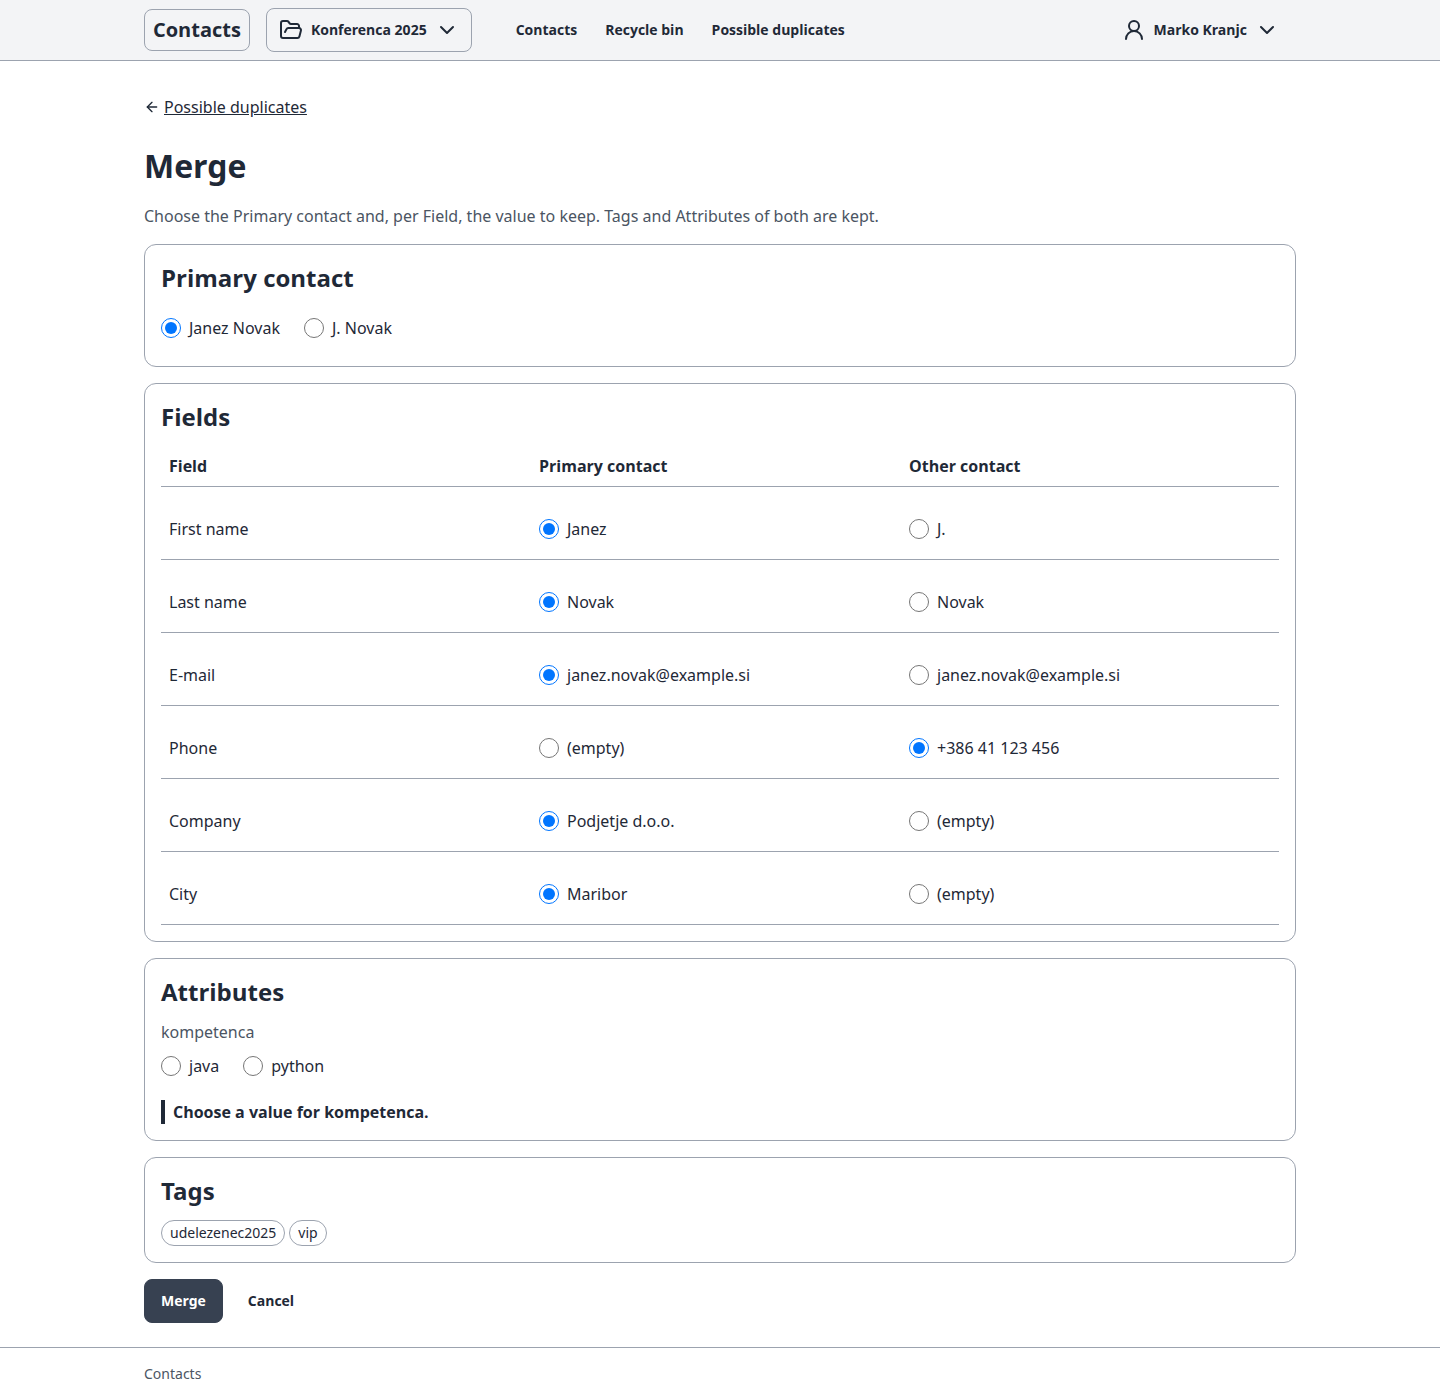 Contacts Konferenca 2025 Contacts Recycle bin Possible duplicates Marko Kranjc
← Possible duplicates
Merge
Choose the Primary contact and, per Field, the value to keep. Tags and Attributes of both are kept.
Primary contact
Janez Novak J. Novak
Fields
Field Primary contact Other contact
First name Janez J.
Last name Novak Novak
E-mail janez.novak@example.si janez.novak@example.si
Phone (empty) +386 41 123 456
Company Podjetje d.o.o. (empty)
City Maribor (empty)
Attributes
kompetenca
java python
Choose a value for kompetenca.
Tags
udelezenec2025 vip
Merge Cancel
Contacts